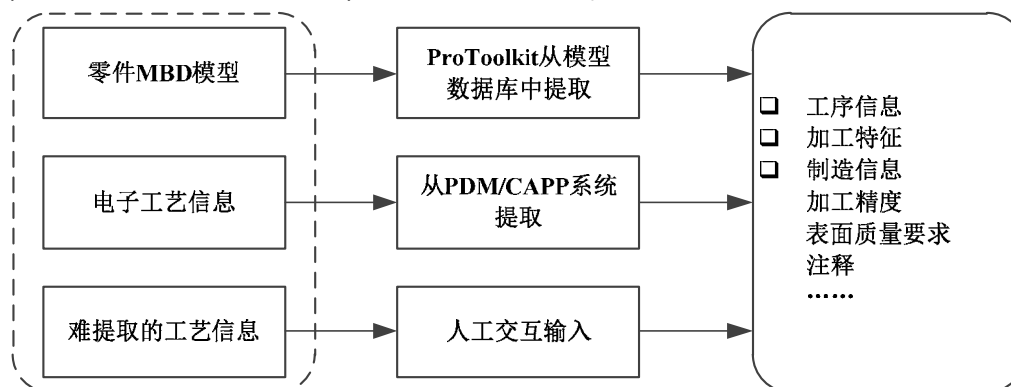 零件MBD模型
ProToolkit从模型
数据库中提取
电子工艺信息
从PDM/CAPP系统
提取
难提取的工艺信息
人工交互输入
工序信息
加工特征
制造信息
加工精度
表面质量要求
注释
……